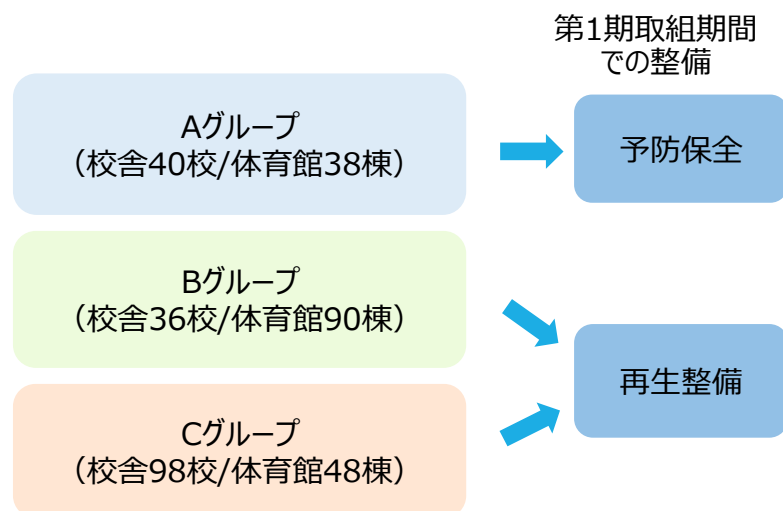 第1期取組期間
での整備
Aグループ
（校舎40校/体育館38棟）
予防保全
Bグループ
（校舎36校/体育館90棟）
再生整備
Cグループ
（校舎98校/体育館48棟）